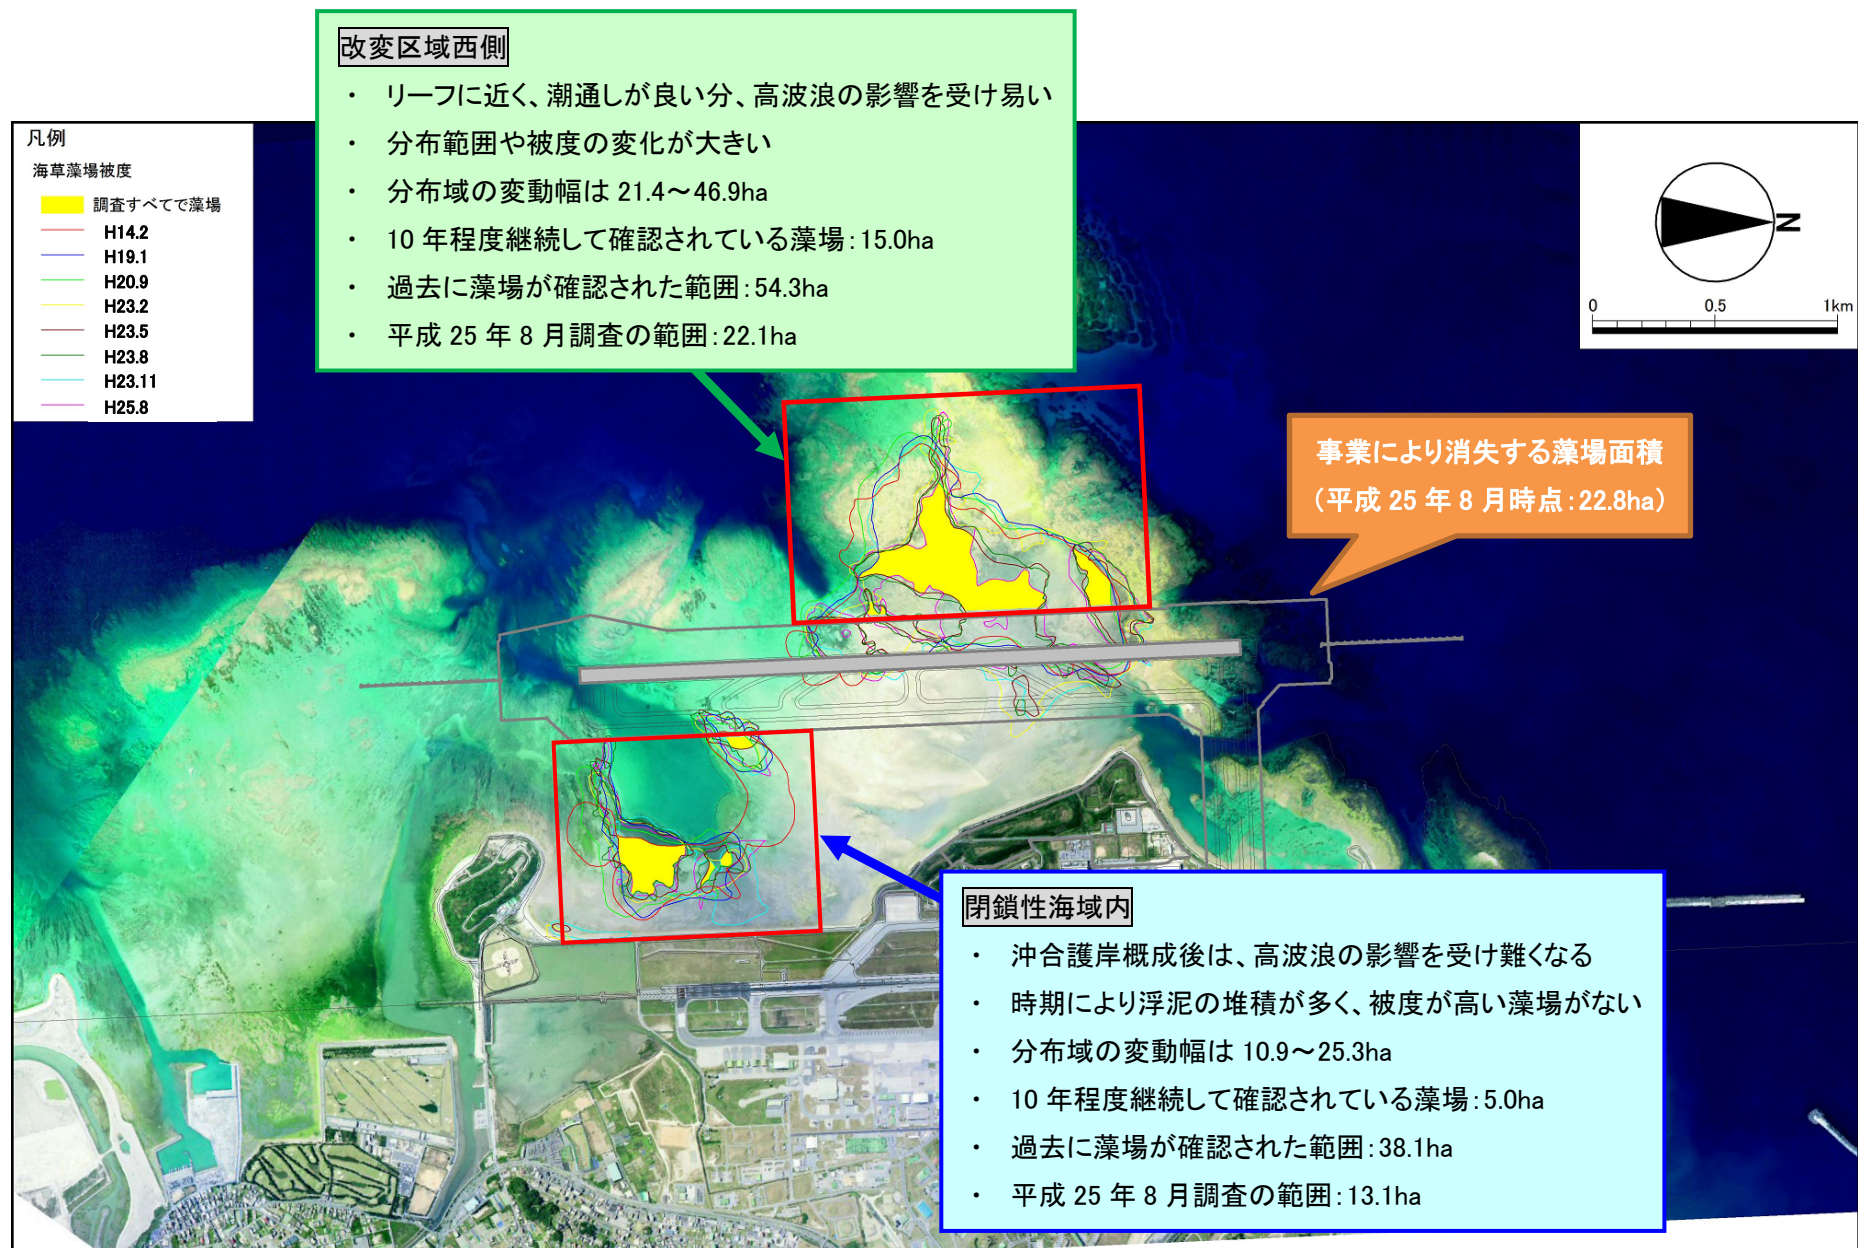 改変区域西側
・ リーフに近く、潮通しが良い分、高波浪の影響を受け易い
・ 分布範囲や被度の変化が大きい
・ 分布域の変動幅は 21.4～46.9ha
・ 10 年程度継続して確認されている藻場：15.0ha
・ 過去に藻場が確認された範囲：54.3ha
・ 平成 25 年 8 月調査の範囲：22.1ha
凡例
海草藻場被度
調査すべてで藻場
H14.2
H19.1
H20.9
H23.2
H23.5
H23.8
H23.11
H25.8
N
0 0.5 1km
事業により消失する藻場面積
（平成 25 年 8 月時点：22.8ha）
閉鎖性海域内
・ 沖合護岸概成後は、高波浪の影響を受け難くなる
・ 時期により浮泥の堆積が多く、被度が高い藻場がない
・ 分布域の変動幅は 10.9～25.3ha
・ 10 年程度継続して確認されている藻場：5.0ha
・ 過去に藻場が確認された範囲：38.1ha
・ 平成 25 年 8 月調査の範囲：13.1ha